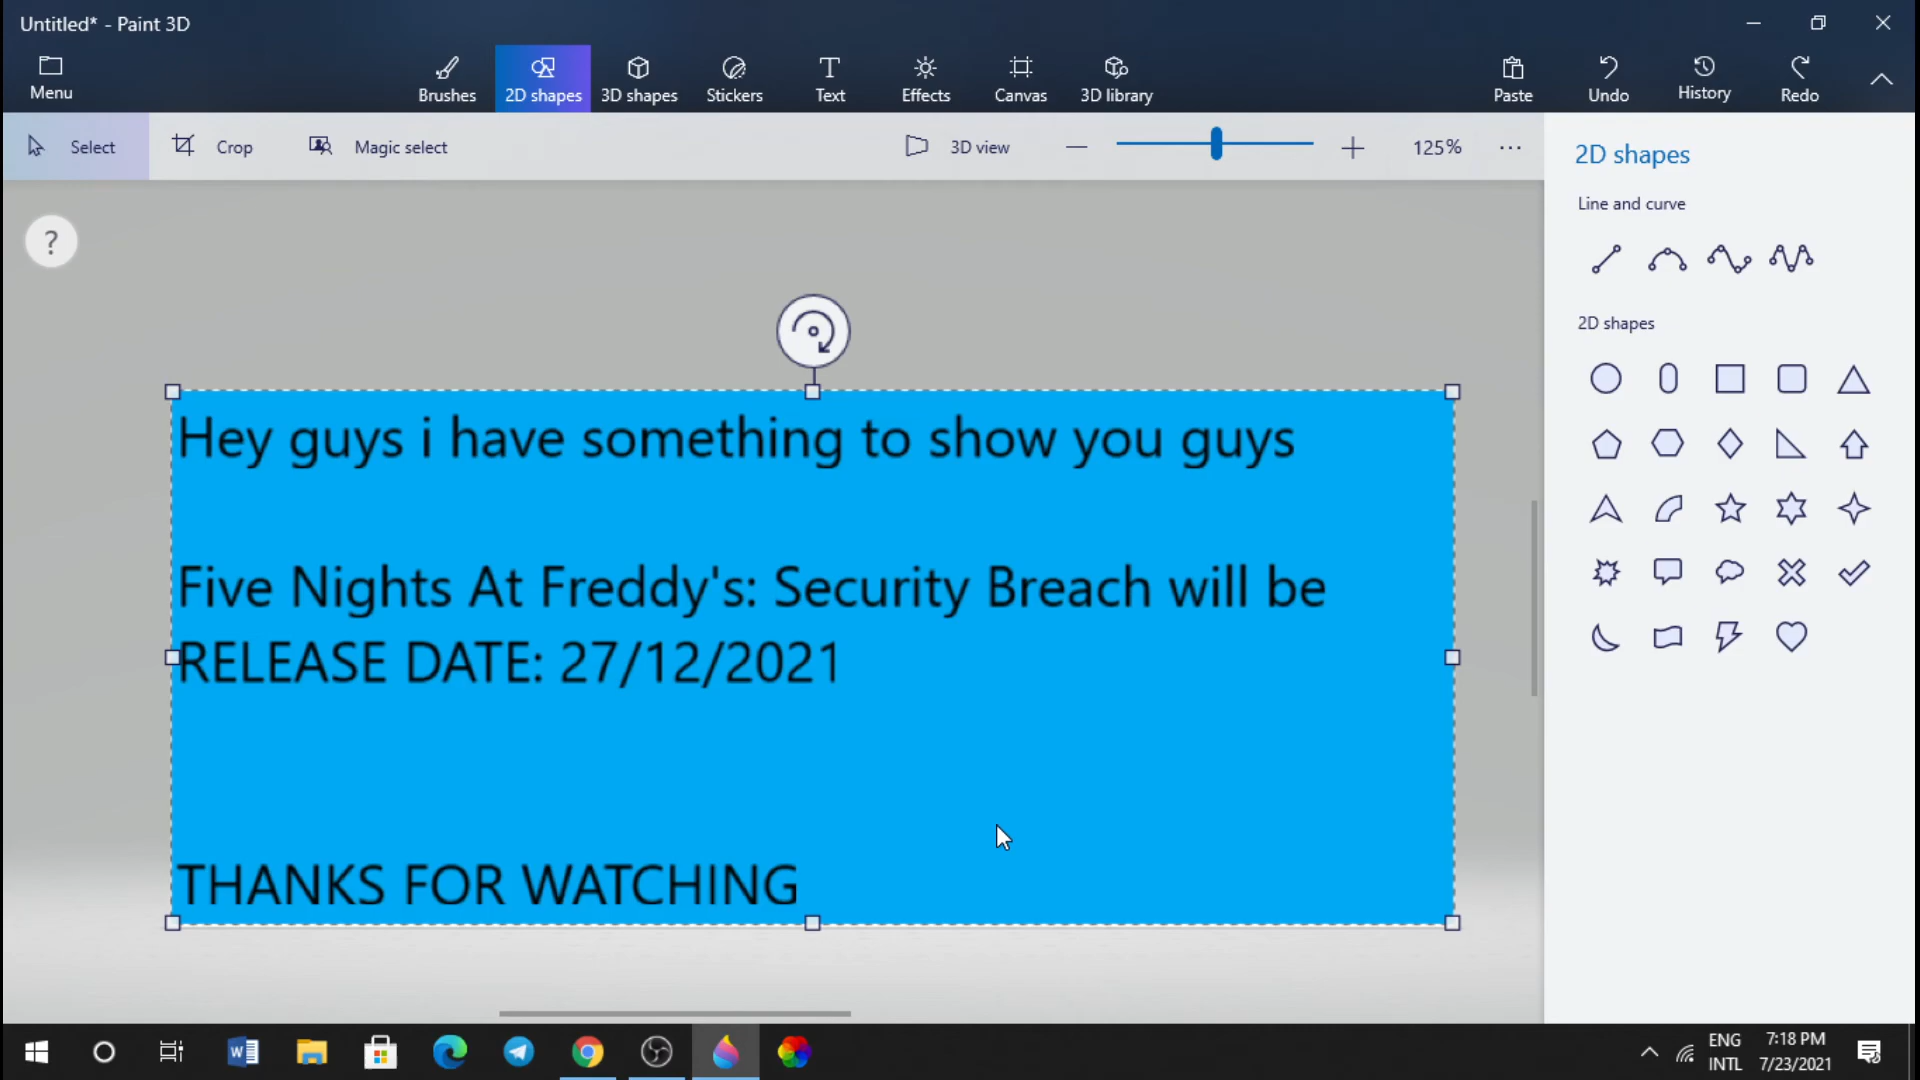 Untitled* - Paint 3D
Menu
Brushes
2D shapes
3D shapes
Stickers
Text
Effects
Canvas
3D library
Paste
Undo
History
Redo
Select
Crop
Magic select
3D view
125%
2D shapes
Line and curve
2D shapes
Hey guys i have something to show you guys
Five Nights At Freddy's: Security Breach will be
RELEASE DATE: 27/12/2021
THANKS FOR WATCHING
ENG
INTL
7:18 PM
7/23/2021